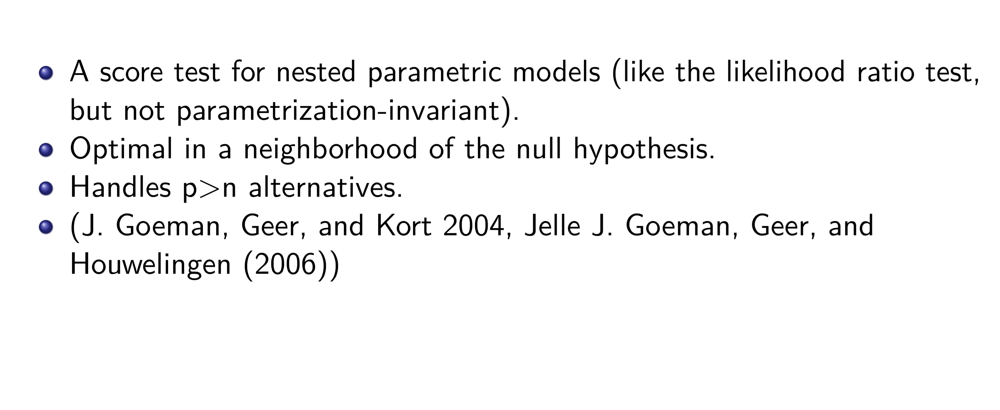 A score test for nested parametric models (like the likelihood ratio test,
but not parametrization-invariant).
Optimal in a neighborhood of the null hypothesis.
Handles p>n alternatives.
(J. Goeman, Geer, and Kort 2004, Jelle J. Goeman, Geer, and
Houwelingen (2006))